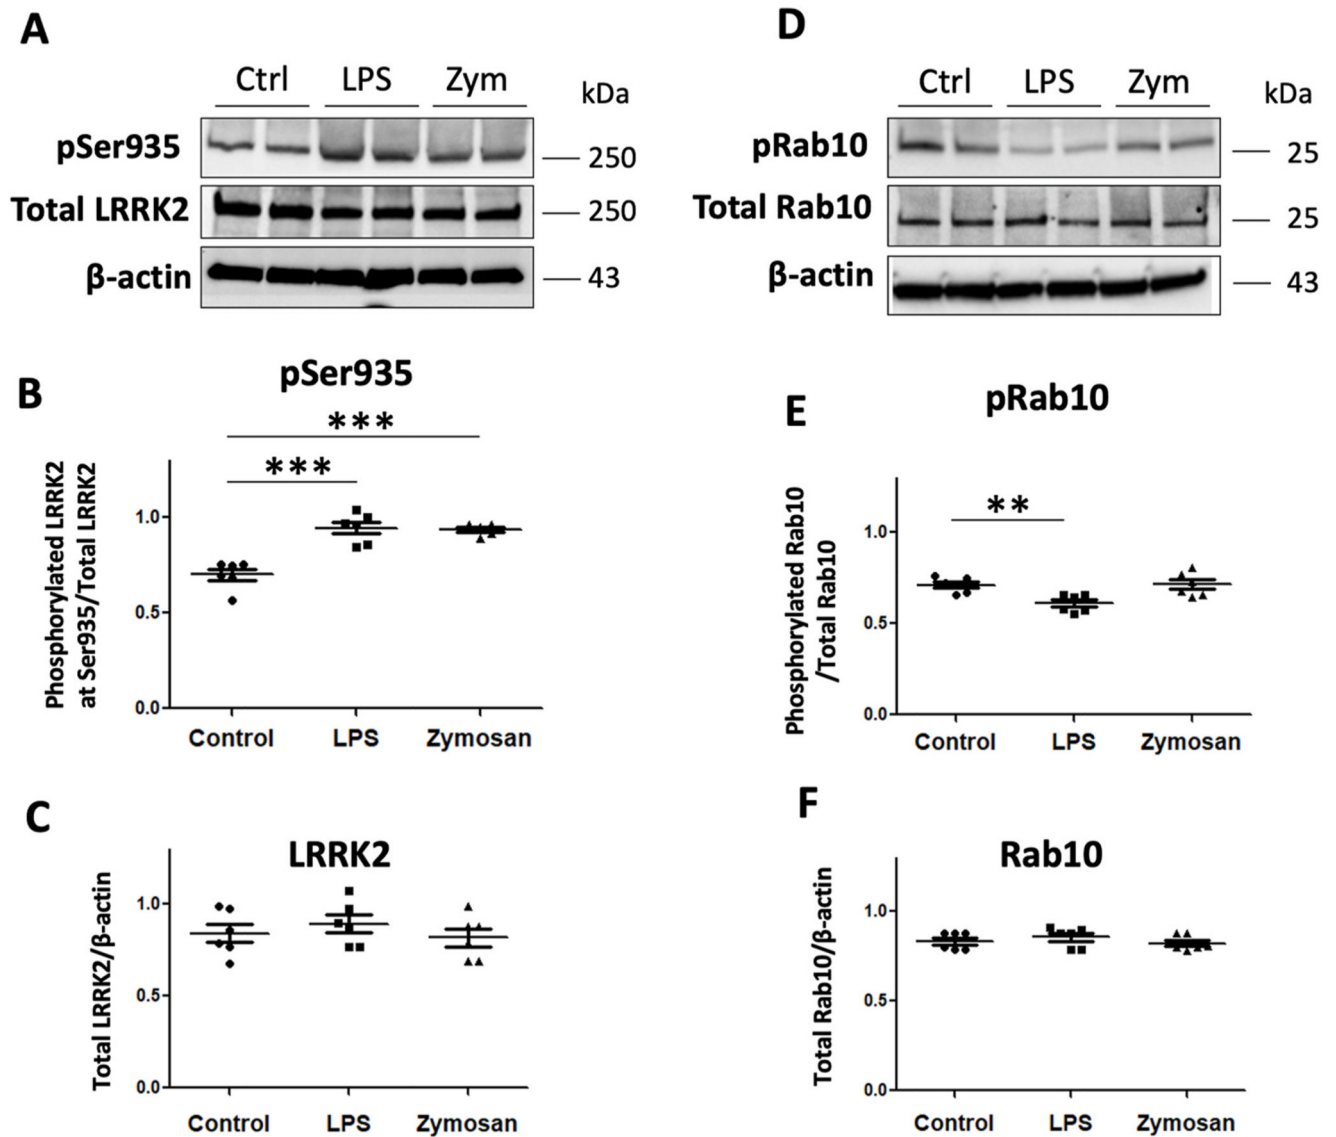 A
Ctrl LPS Zym
kDa
pSer935
250
Total LRRK2
250
β-actin
43
D
Ctrl LPS Zym
kDa
pRab10
25
Total Rab10
25
β-actin
43
B
pSer935
***
***
Phosphorylated LRRK2
at Ser935/Total LRRK2
1.0
0.5
0.0
Control LPS Zymosan
E
pRab10
**
Phosphorylated Rab10
/Total Rab10
1.0
0.5
0.0
Control LPS Zymosan
C
LRRK2
Total LRRK2/β-actin
1.0
0.5
0.0
Control LPS Zymosan
F
Rab10
Total Rab10/β-actin
1.0
0.5
0.0
Control LPS Zymosan